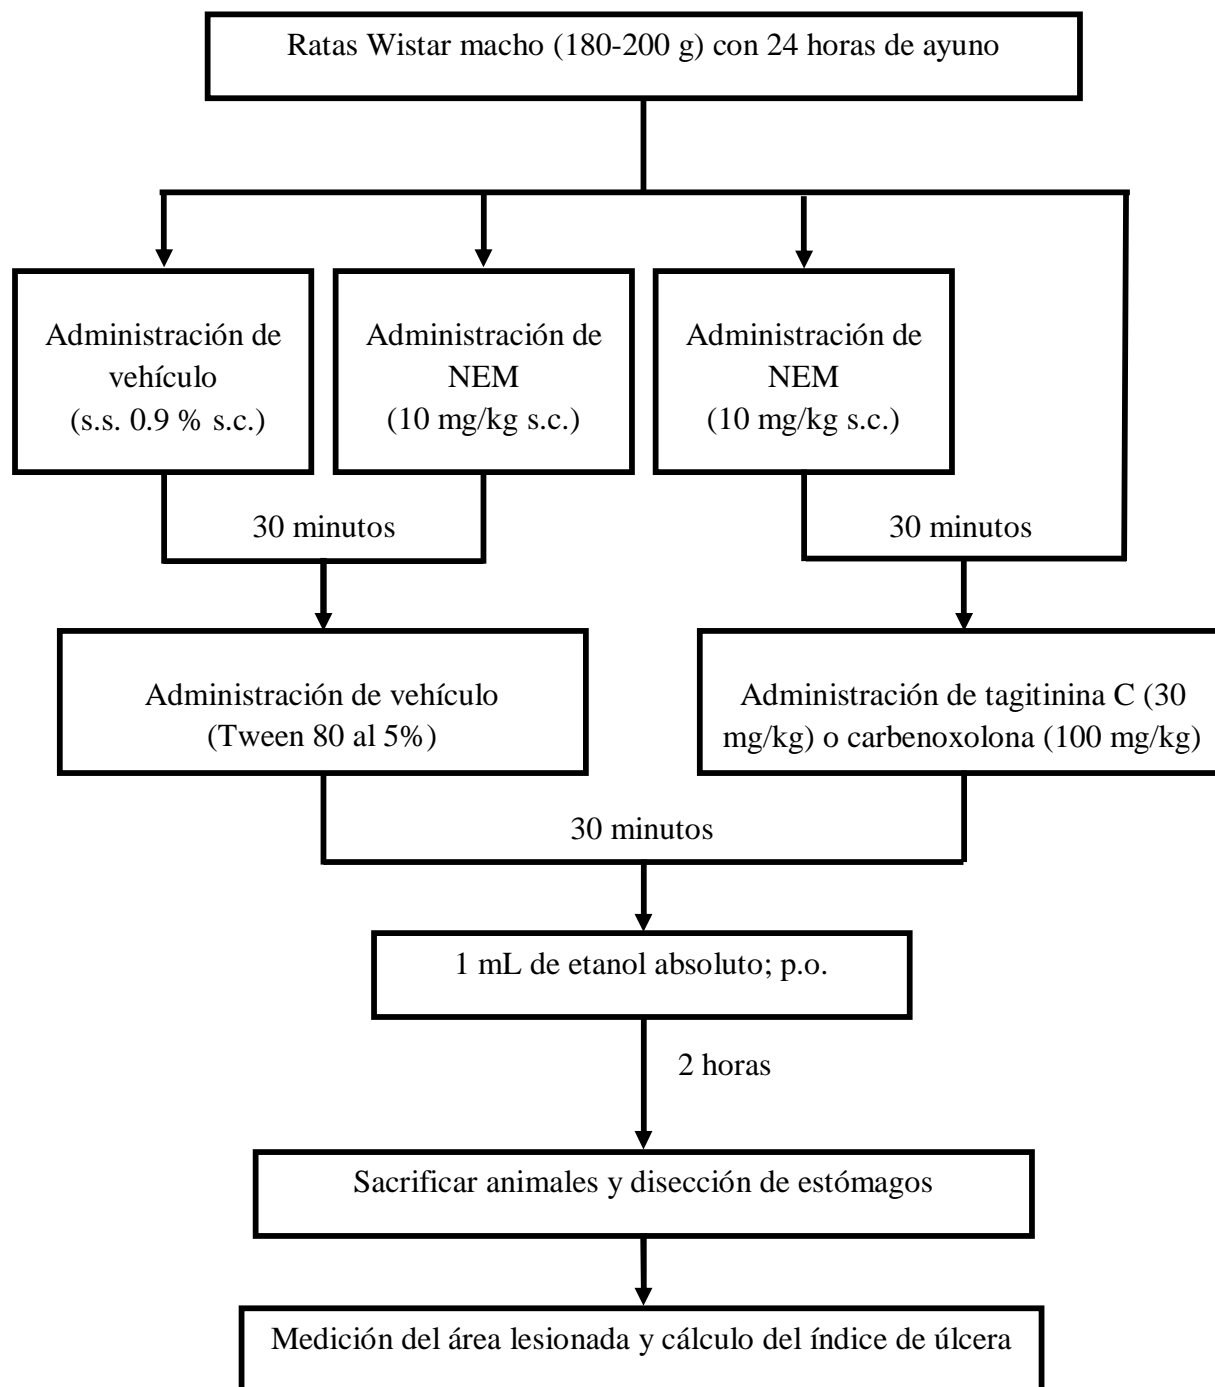 Ratas Wistar macho (180-200 g) con 24 horas de ayuno
Administración de
vehículo
(s.s. 0.9 % s.c.)
Administración de
NEM
(10 mg/kg s.c.)
Administración de
NEM
(10 mg/kg s.c.)
30 minutos
30 minutos
Administración de vehículo
(Tween 80 al 5%)
Administración de tagitinina C (30
mg/kg) o carbenoxolona (100 mg/kg)
30 minutos
1 mL de etanol absoluto; p.o.
2 horas
Sacrificar animales y disección de estómagos
Medición del área lesionada y cálculo del índice de úlcera